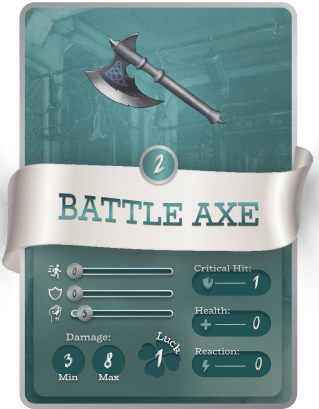 2
BATTLE AXE
0
0
5
Damage:
3 8
Min Max
Luck
1
Critical Hit:
1
Health:
0
Reaction:
0